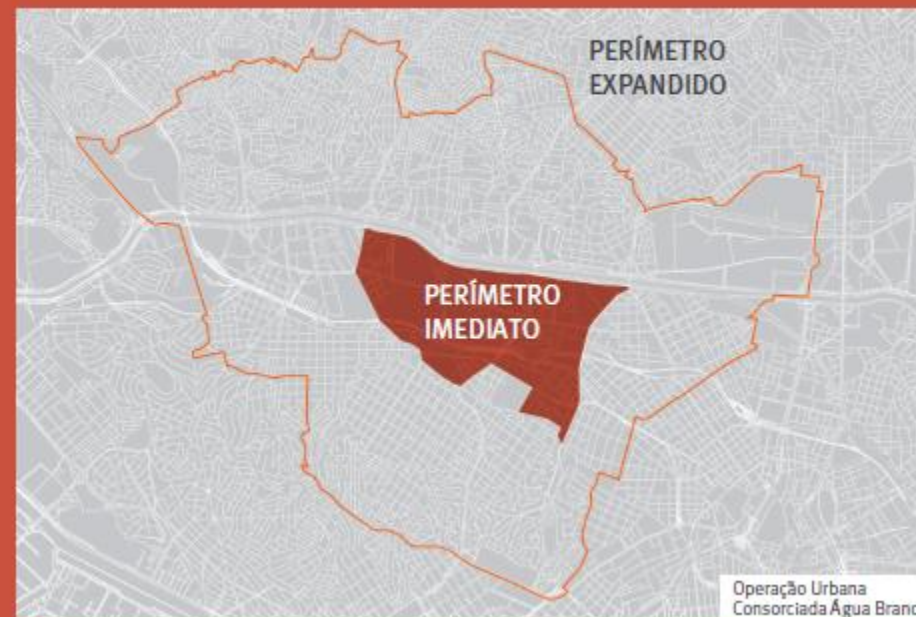 PERÍMETRO
EXPANDIDO
PERÍMETRO
IMEDIATO
Operação Urbana
Consorciada Água Branc